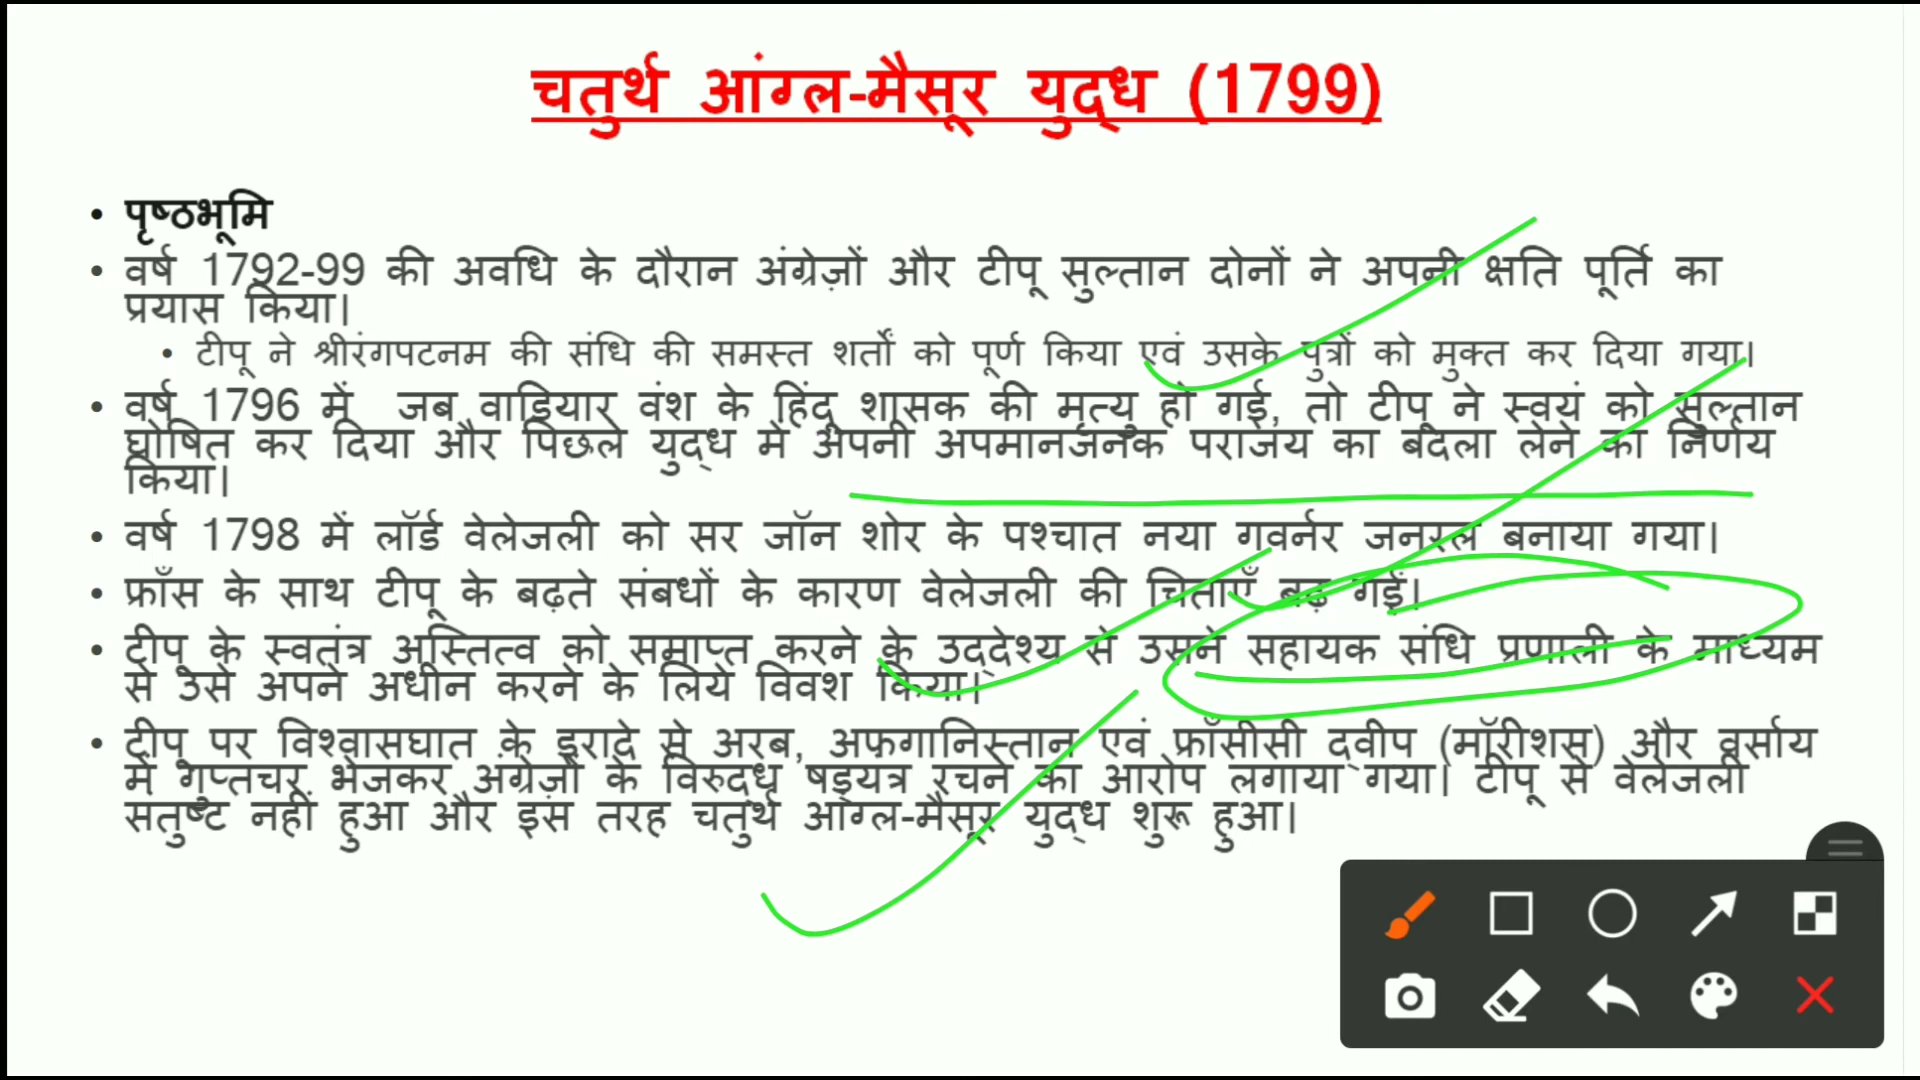 चतुर्थ आंग्ल-मैसूर युद्ध (1799)
• पृष्ठभूमि
• वर्ष 1792-99 की अवधि के दौरान अंग्रेज़ों और टीपू सुल्तान दोनों ने अपनी क्षति पूर्ति का
प्रयास किया।
• टीपू ने श्रीरंगपटनम की संधि की समस्त शर्तों को पूर्ण किया एवं उसके पुत्रों को मुक्त कर दिया गया।
• वर्ष 1796 में जब वाडियार वंश के हिंदू शासक की मृत्यु हो गई, तो टीपू ने स्वयं को सुल्तान
घोषित कर दिया और पिछले युद्ध में अपनी अपमानजनक पराजय का बदला लेने का निर्णय
किया।
• वर्ष 1798 में लॉर्ड वेलेजली को सर जॉन शोर के पश्चात नया गवर्नर जनरल बनाया गया।
• फ्राँस के साथ टीपू के बढ़ते संबधों के कारण वेलेजली की चिंताएँ बढ़ गईं।
• टीपू के स्वतंत्र अस्तित्व को समाप्त करने के उद्देश्य से उसने सहायक संधि प्रणाली के माध्यम
से उसे अपने अधीन करने के लिये विवश किया।
• टीपू पर विश्वासघात के इरादे से अरब, अफ़गानिस्तान एवं फ्राँसीसी द्वीप (मॉरीशस) और वर्साय
में गुप्तचर भेजकर अंग्रेज़ों के विरुद्ध षड्यंत्र रचने का आरोप लगाया गया। टीपू से वेलेजली
संतुष्ट नहीं हुआ और इस तरह चतुर्थ आंग्ल-मैसूर युद्ध शुरू हुआ।